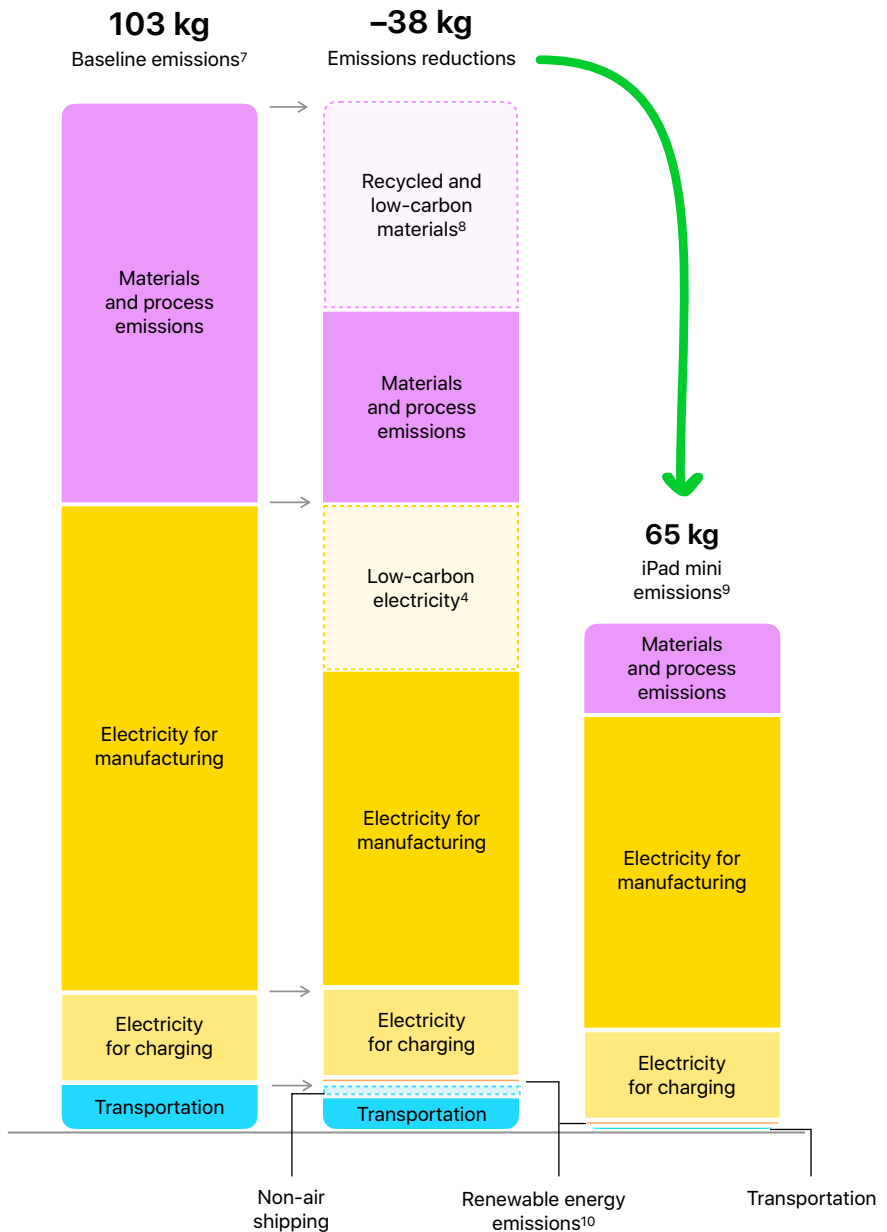 103 kg
Baseline emissions⁷
–38 kg
Emissions reductions
Materials
and process
emissions
Electricity for
manufacturing
Electricity
for charging
Transportation
Recycled and
low-carbon
materials⁸
Materials
and process
emissions
Low-carbon
electricity⁴
Electricity for
manufacturing
Electricity
for charging
Transportation
65 kg
iPad mini
emissions⁹
Materials
and process
emissions
Electricity for
manufacturing
Electricity
for charging
Non-air
shipping
Renewable energy
emissions¹⁰
Transportation